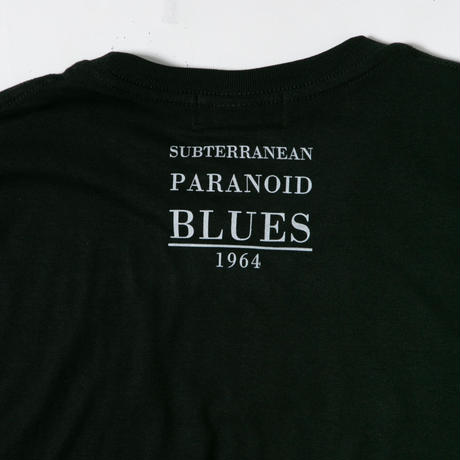 SUBTERRANEAN
PARANOID
BLUES
1964